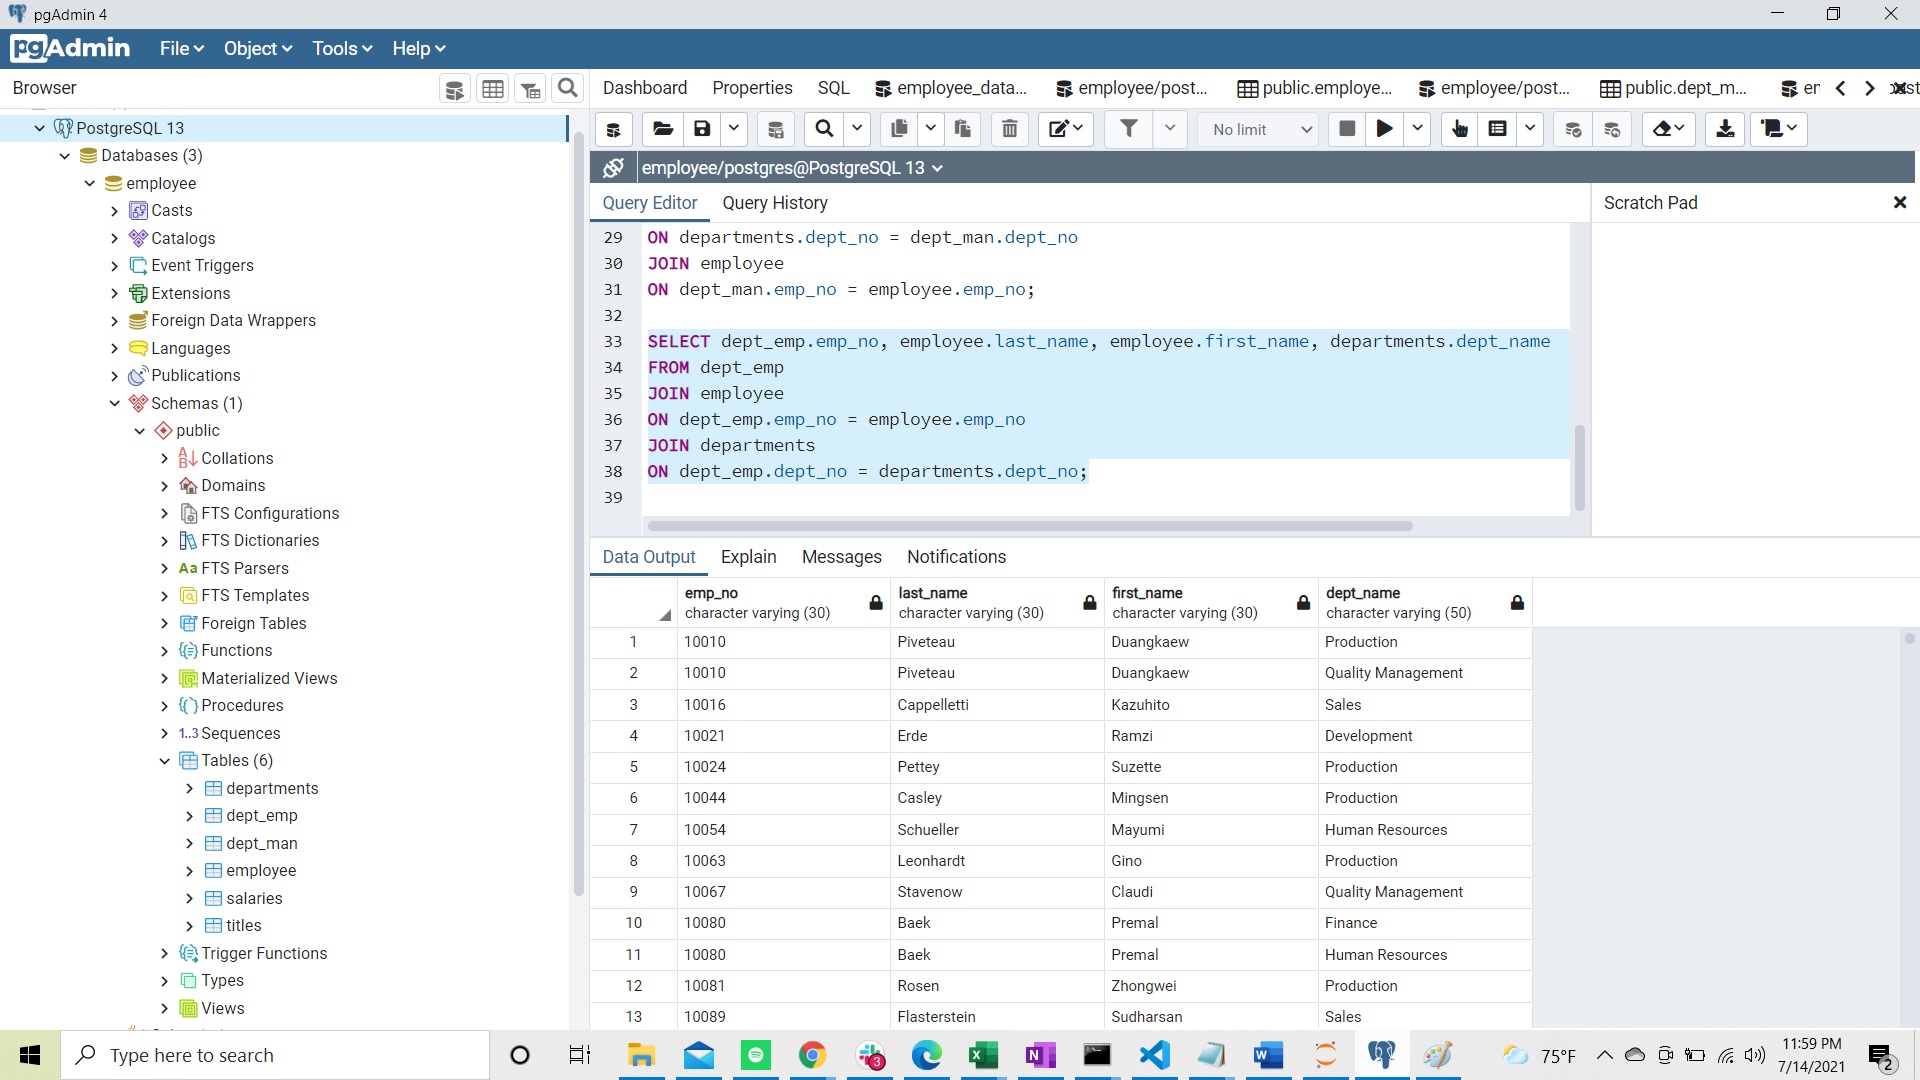 pgAdmin 4
pgAdmin File Object Tools Help
Browser
Dashboard Properties SQL employee_data... employee/post... public.employe... employee/post... public.dept_m... er
No limit
employee/postgres@PostgreSQL 13
Query Editor Query History
Scratch Pad
PostgreSQL 13
Databases (3)
employee
Casts
Catalogs
Event Triggers
Extensions
Foreign Data Wrappers
Languages
Publications
Schemas (1)
public
Collations
Domains
FTS Configurations
FTS Dictionaries
Aa FTS Parsers
FTS Templates
Foreign Tables
Functions
Materialized Views
Procedures
1..3 Sequences
Tables (6)
departments
dept_emp
dept_man
employee
salaries
titles
Trigger Functions
Types
Views
29 ON departments.dept_no = dept_man.dept_no
30 JOIN employee
31 ON dept_man.emp_no = employee.emp_no;
32
33 SELECT dept_emp.emp_no, employee.last_name, employee.first_name, departments.dept_name
34 FROM dept_emp
35 JOIN employee
36 ON dept_emp.emp_no = employee.emp_no
37 JOIN departments
38 ON dept_emp.dept_no = departments.dept_no;
39
Data Output Explain Messages Notifications
emp_no last_name first_name dept_name
character varying (30) character varying (30) character varying (30) character varying (50)
1 10010 Piveteau Duangkaew Production
2 10010 Piveteau Duangkaew Quality Management
3 10016 Cappelletti Kazuhito Sales
4 10021 Erde Ramzi Development
5 10024 Pettey Suzette Production
6 10044 Casley Mingsen Production
7 10054 Schueller Mayumi Human Resources
8 10063 Leonhardt Gino Production
9 10067 Stavenow Claudi Quality Management
10 10080 Baek Premal Finance
11 10080 Baek Premal Human Resources
12 10081 Rosen Zhongwei Production
13 10089 Flasterstein Sudharsan Sales
Type here to search
3
75°F
11:59 PM
7/14/2021
2